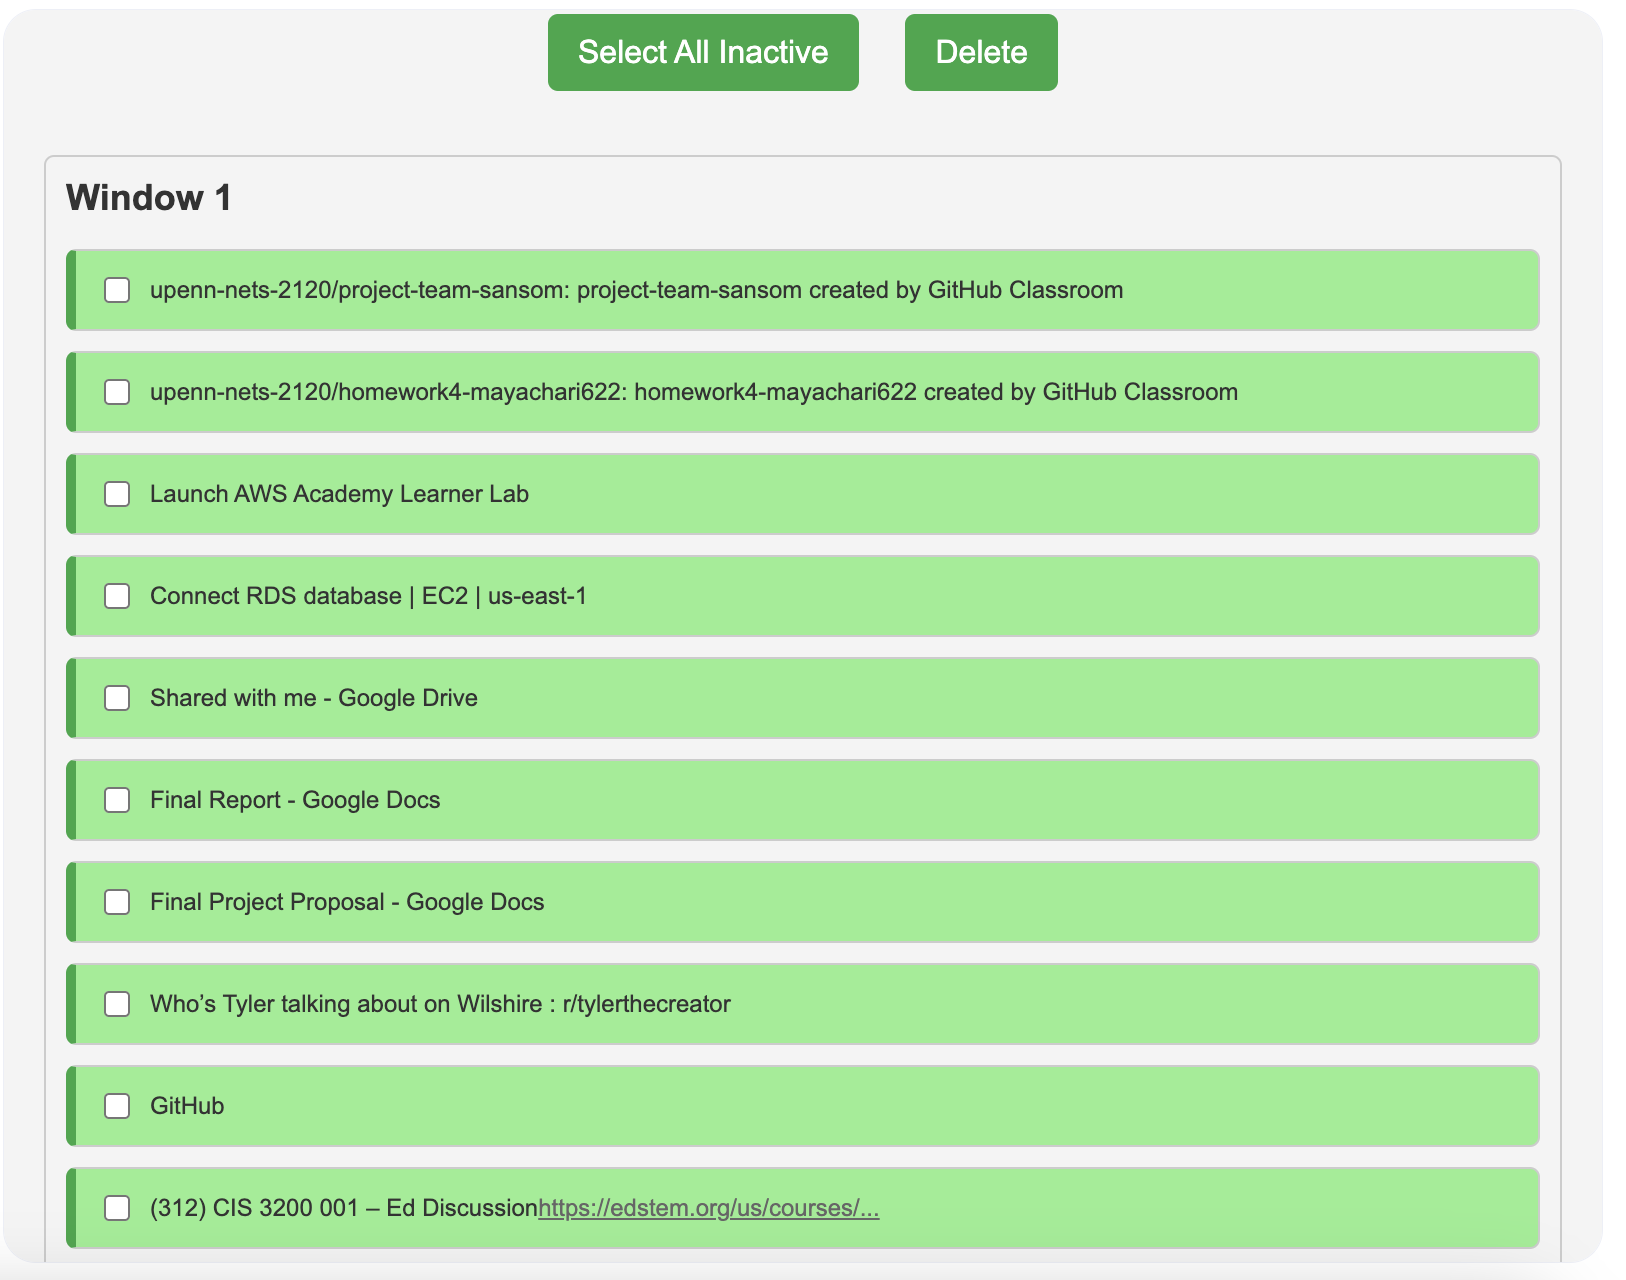 Select All Inactive Delete
Window 1
upenn-nets-2120/project-team-sansom: project-team-sansom created by GitHub Classroom
upenn-nets-2120/homework4-mayachari622: homework4-mayachari622 created by GitHub Classroom
Launch AWS Academy Learner Lab
Connect RDS database | EC2 | us-east-1
Shared with me - Google Drive
Final Report - Google Docs
Final Project Proposal - Google Docs
Who’s Tyler talking about on Wilshire : r/tylerthecreator
GitHub
(312) CIS 3200 001 – Ed Discussionhttps://edstem.org/us/courses/...